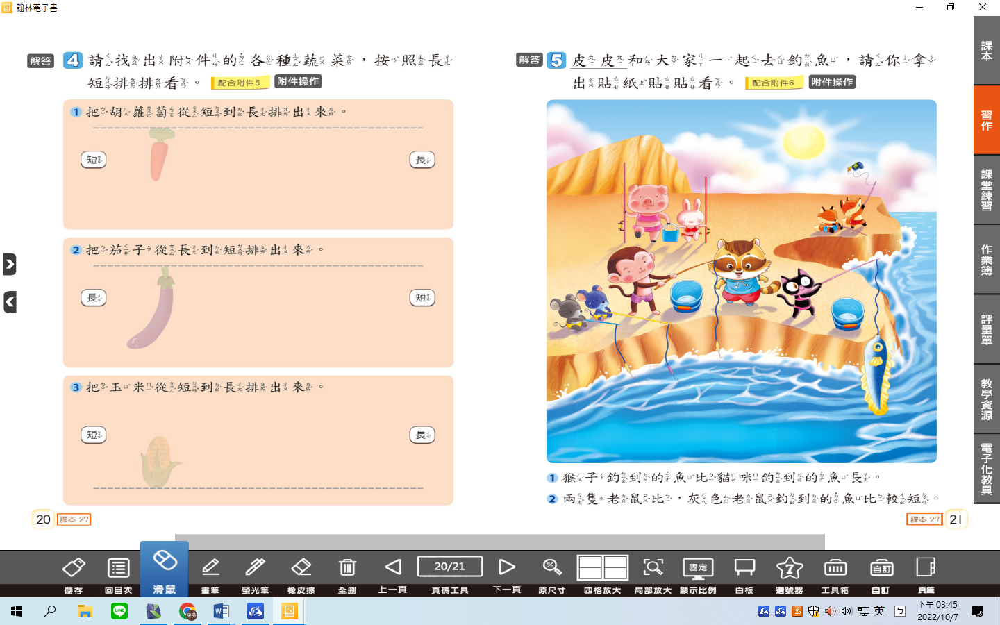 翰林電子書
解答 4 請找出附件的各種蔬菜，按照長
短排排看。 配合附件5 附件操作
1 把胡蘿蔔從短到長排出來。
短 長
2 把茄子從長到短排出來。
長 短
3 把玉米從短到長排出來。
短 長
20 課本 27
解答 5 皮皮和大家一起去釣魚，請你拿
出貼紙貼貼看。 配合附件6 附件操作
1 猴子釣到的魚比貓咪釣到的魚長。
2 兩隻老鼠比，灰色老鼠釣到的魚比較短。
課本 27 21
課本
習作
課堂練習
作業簿
評量單
教學資源
電子化教具
20/21 固定 7 自訂
儲存 回目次 滑鼠 畫筆 螢光筆 橡皮擦 全刪 上一頁 頁碼工具 下一頁 原尺寸 四格放大 局部放大 顯示比例 白板 選號器 工具箱 自訂 頁籤
LINE 英 ㄅ 下午 03:45
2022/10/7